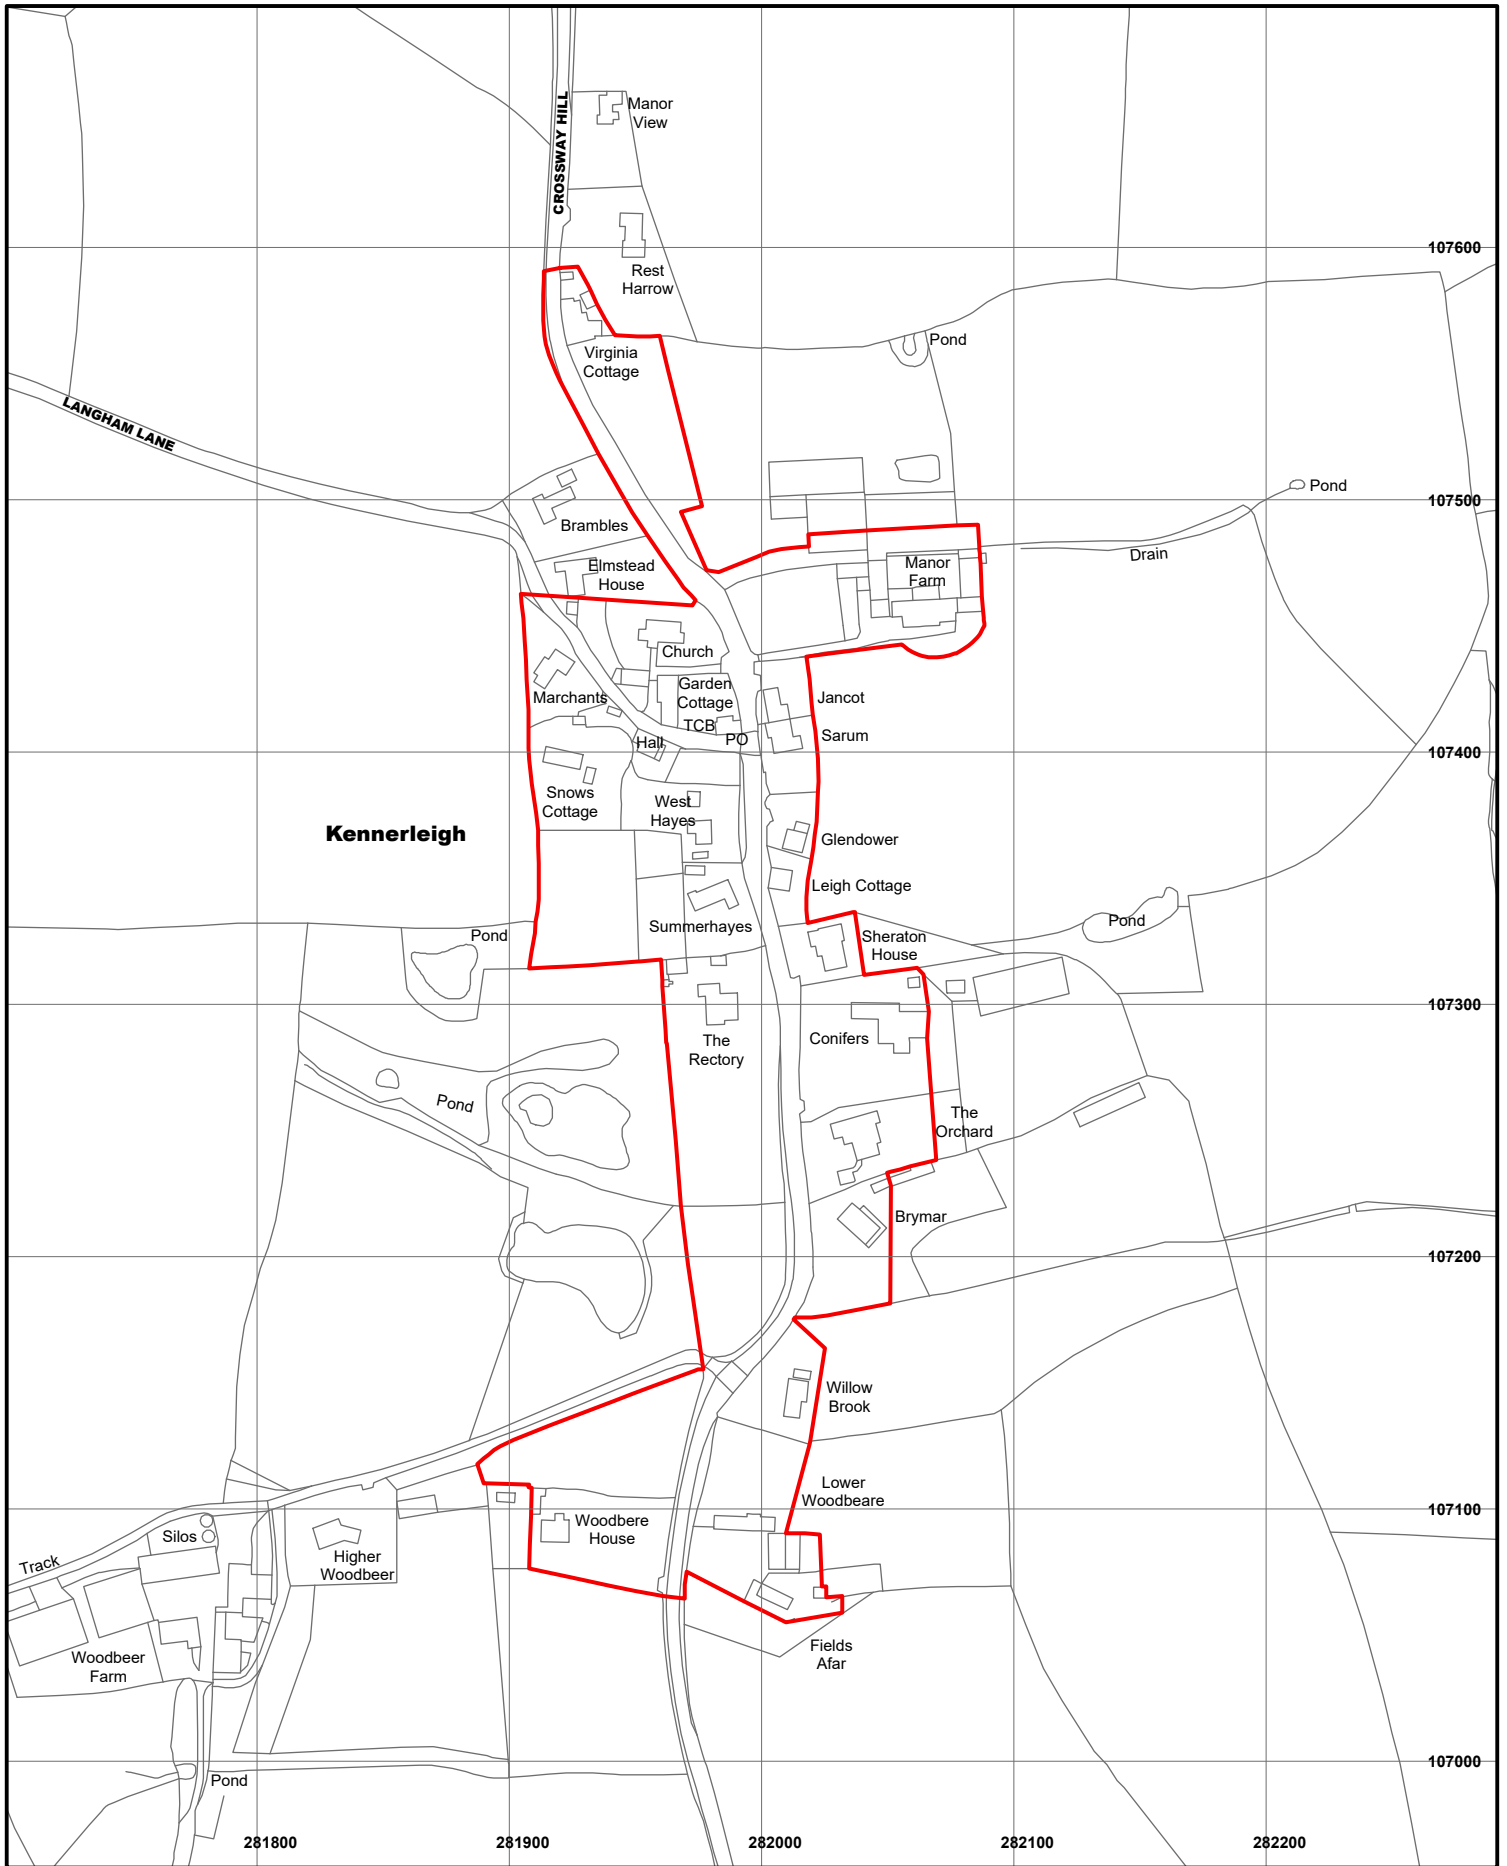 Manor
View
CROSSWAY HILL
107600
Rest
Harrow
Pond
Virginia
Cottage
LANGHAM LANE
Pond
107500
Brambles
Drain
Elmstead
House
Manor
Farm
Church
Garden
Cottage
Marchants
Jancot
TCB
PO
Sarum
Hall
107400
Snows
Cottage
West
Hayes
Kennerleigh
Glendower
Leigh Cottage
Summerhayes
Pond
Pond
Sheraton
House
107300
The
Rectory
Conifers
Pond
The
Orchard
Brymar
107200
Willow
Brook
Lower
Woodbeare
107100
Woodbere
House
Silos
Higher
Woodbeer
Track
Woodbeer
Farm
Fields
Afar
107000
Pond
281800
281900
282000
282100
282200